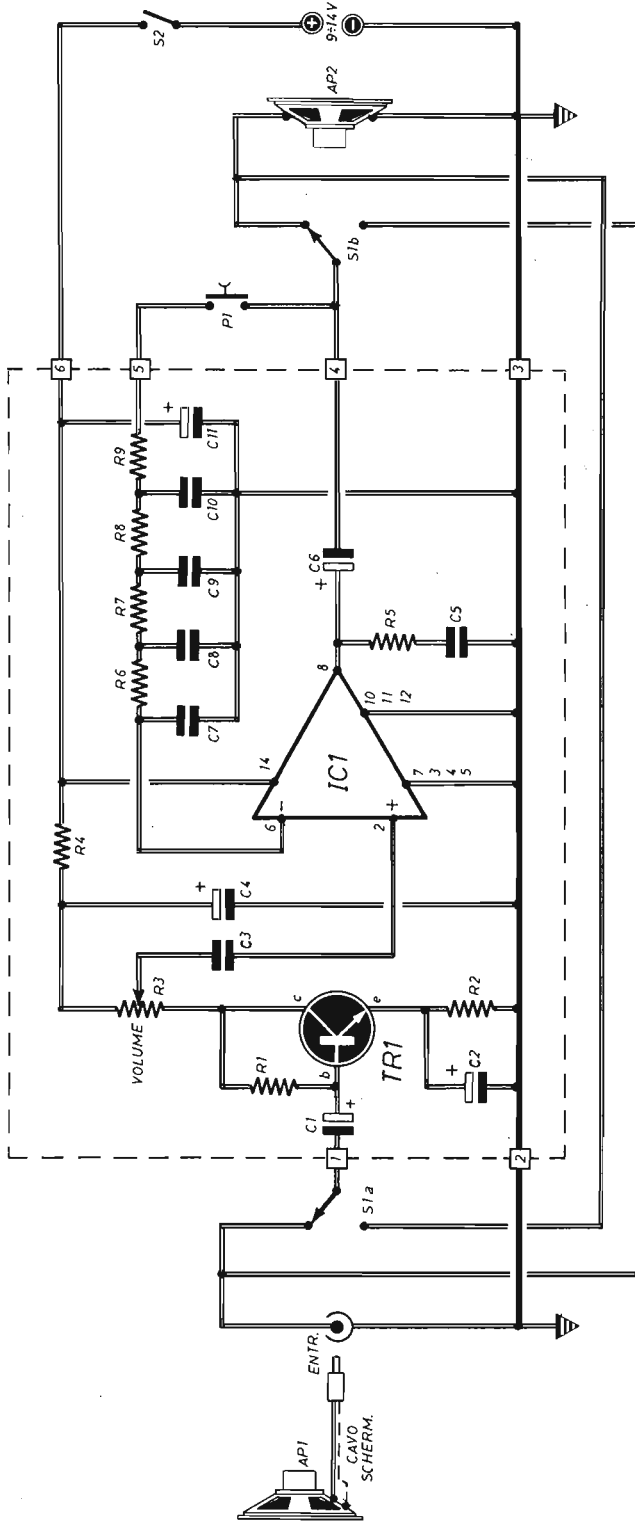 AP1
CAVO
SCHERM.
ENTR.
S1a
1
2
C1
+
R1
b
c
e
TR1
VOLUME
R3
C2
+
R2
C3
C4
+
R4
6
-
2
+
14
IC1
7
3
4
5
10
11
12
8
R5
C5
C6
+
R6
R7
R8
R9
C7
C8
C9
C10
C11
+
6
5
4
3
P1
S1b
AP2
S2
+
-
9÷14V